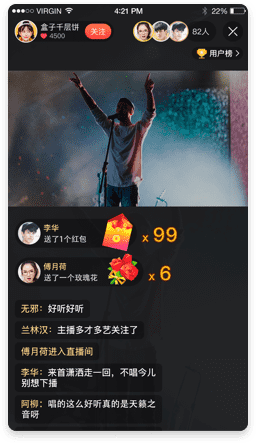 VIRGIN 4:21 PM 22%
盒子千层饼 关注 82人
4500
用户榜
李华
送了1个红包 x 99
傅月荷
送了一个玫瑰花 x 6
无邪：好听好听
兰林汉：主播多才多艺关注了
傅月荷进入直播间
李华：来首潇洒走一回，不唱今儿
别想下播
阿柳：唱的这么好听真的是天籁之
音呀